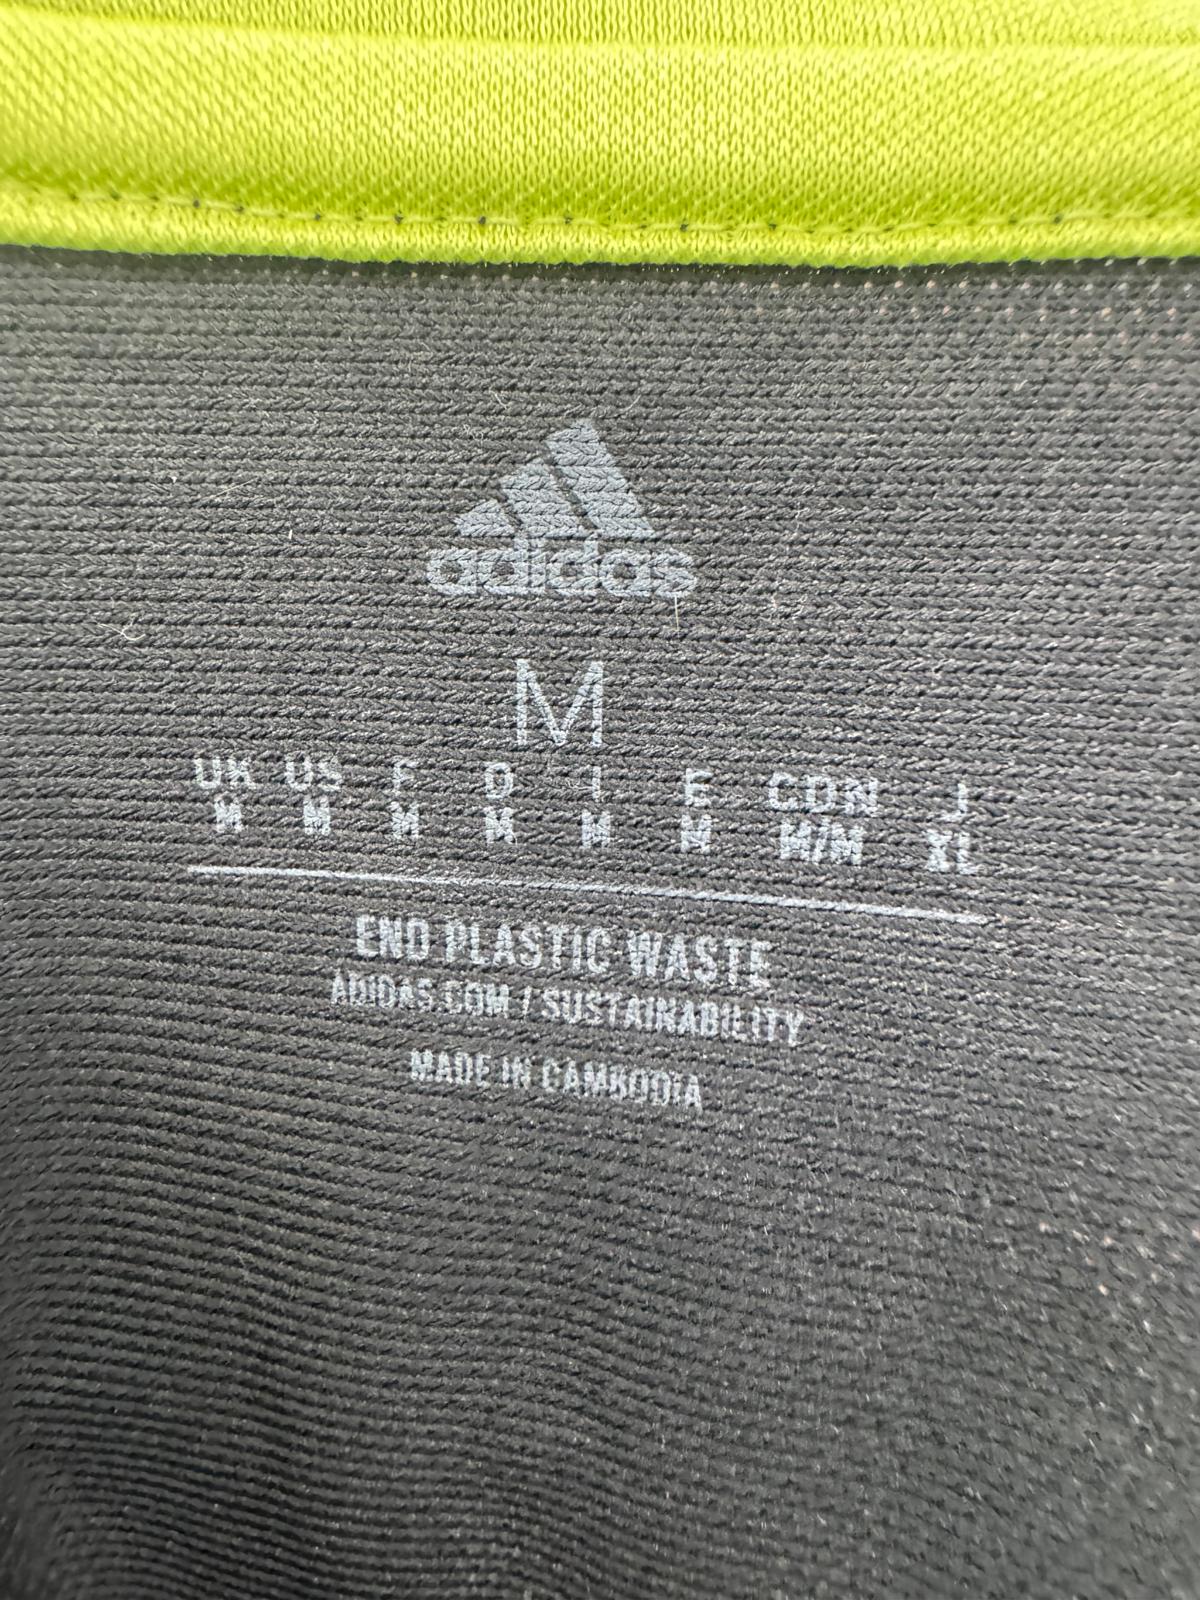 adidas
M
UK US F D I E CDN J
M M M M M M M/M XL
END PLASTIC WASTE
ADIDAS.COM / SUSTAINABILITY
MADE IN CAMBODIA